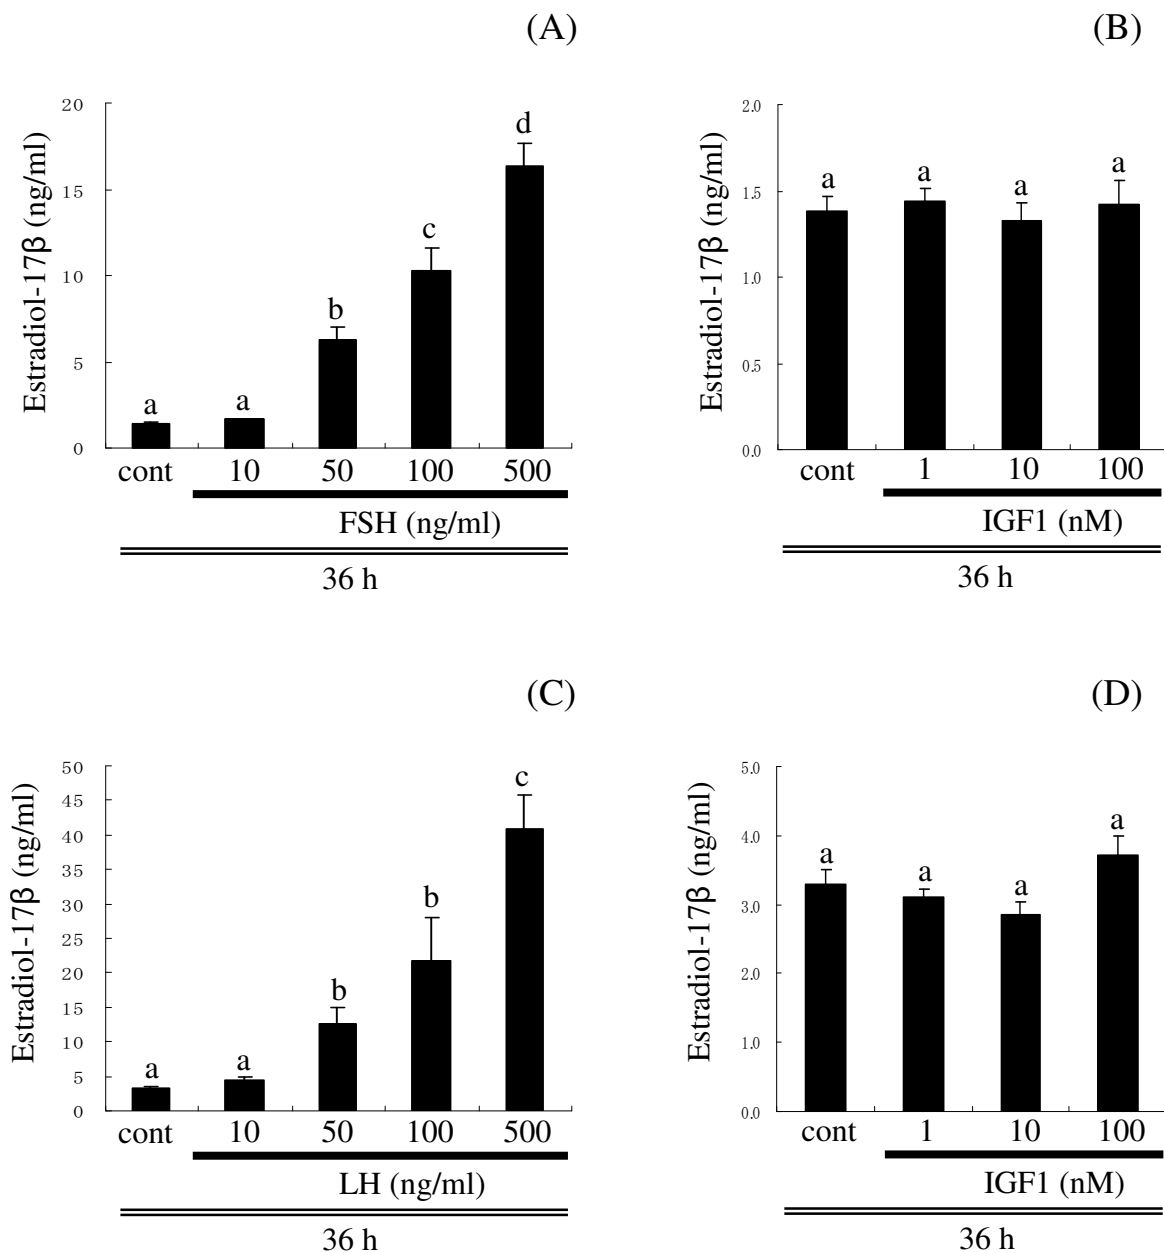 (A)
Estradiol-17β (ng/ml)
20
15
10
5
0
a
a
b
c
d
cont 10 50 100 500
FSH (ng/ml)
36 h
(B)
Estradiol-17β (ng/ml)
2.0
1.5
1.0
0.5
0.0
a
a
a
a
cont 1 10 100
IGF1 (nM)
36 h
(C)
Estradiol-17β (ng/ml)
50
45
40
35
30
25
20
15
10
5
0
a
a
b
b
c
cont 10 50 100 500
LH (ng/ml)
36 h
(D)
Estradiol-17β (ng/ml)
5.0
4.0
3.0
2.0
1.0
0.0
a
a
a
a
cont 1 10 100
IGF1 (nM)
36 h